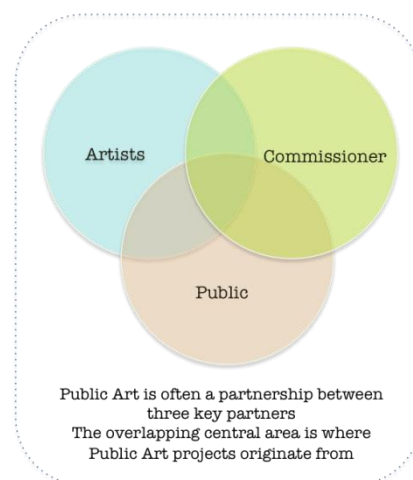 Artists
Commissioner
Public
Public Art is often a partnership between
three key partners
The overlapping central area is where
Public Art projects originate from